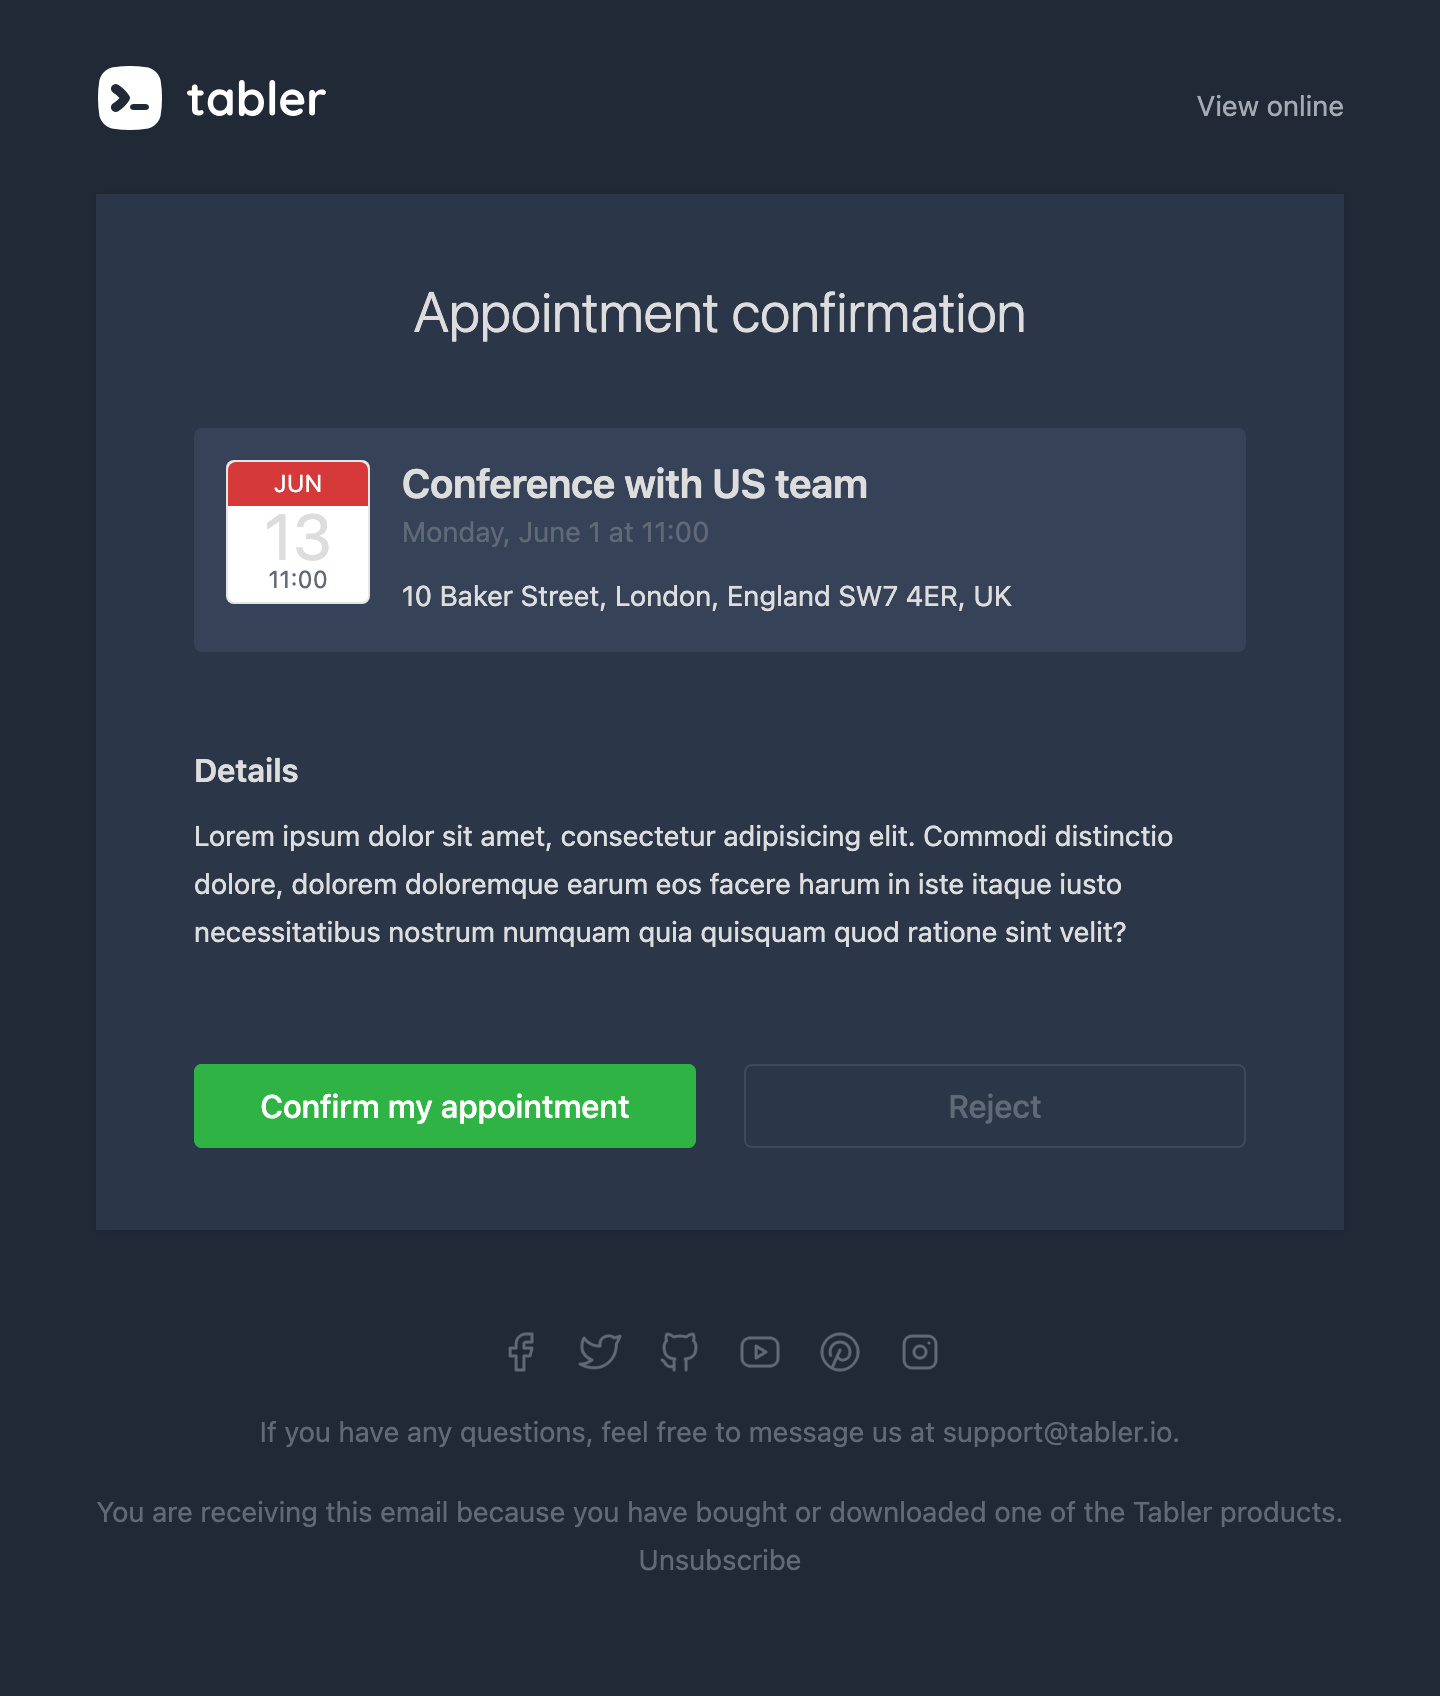 tabler
View online
Appointment confirmation
JUN
13
11:00
Conference with US team
Monday, June 1 at 11:00
10 Baker Street, London, England SW7 4ER, UK
Details
Lorem ipsum dolor sit amet, consectetur adipisicing elit. Commodi distinctio
dolore, dolorem doloremque earum eos facere harum in iste itaque iusto
necessitatibus nostrum numquam quia quisquam quod ratione sint velit?
Confirm my appointment
Reject
If you have any questions, feel free to message us at support@tabler.io.
You are receiving this email because you have bought or downloaded one of the Tabler products.
Unsubscribe